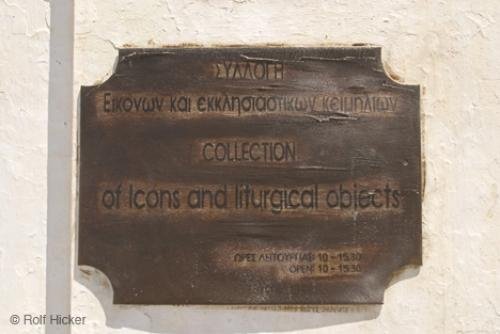 ΣΥΛΛΟΓΗ
Εικονων και εκκλησιαστικων κειμηλιων
COLLECTION
of Icons and liturgical objects
ΩΡΕΣ ΛΕΙΤΟΥΡΓΙΑΣ: 10 - 15:30
OPEN: 10 - 15:30
© Rolf Hicker